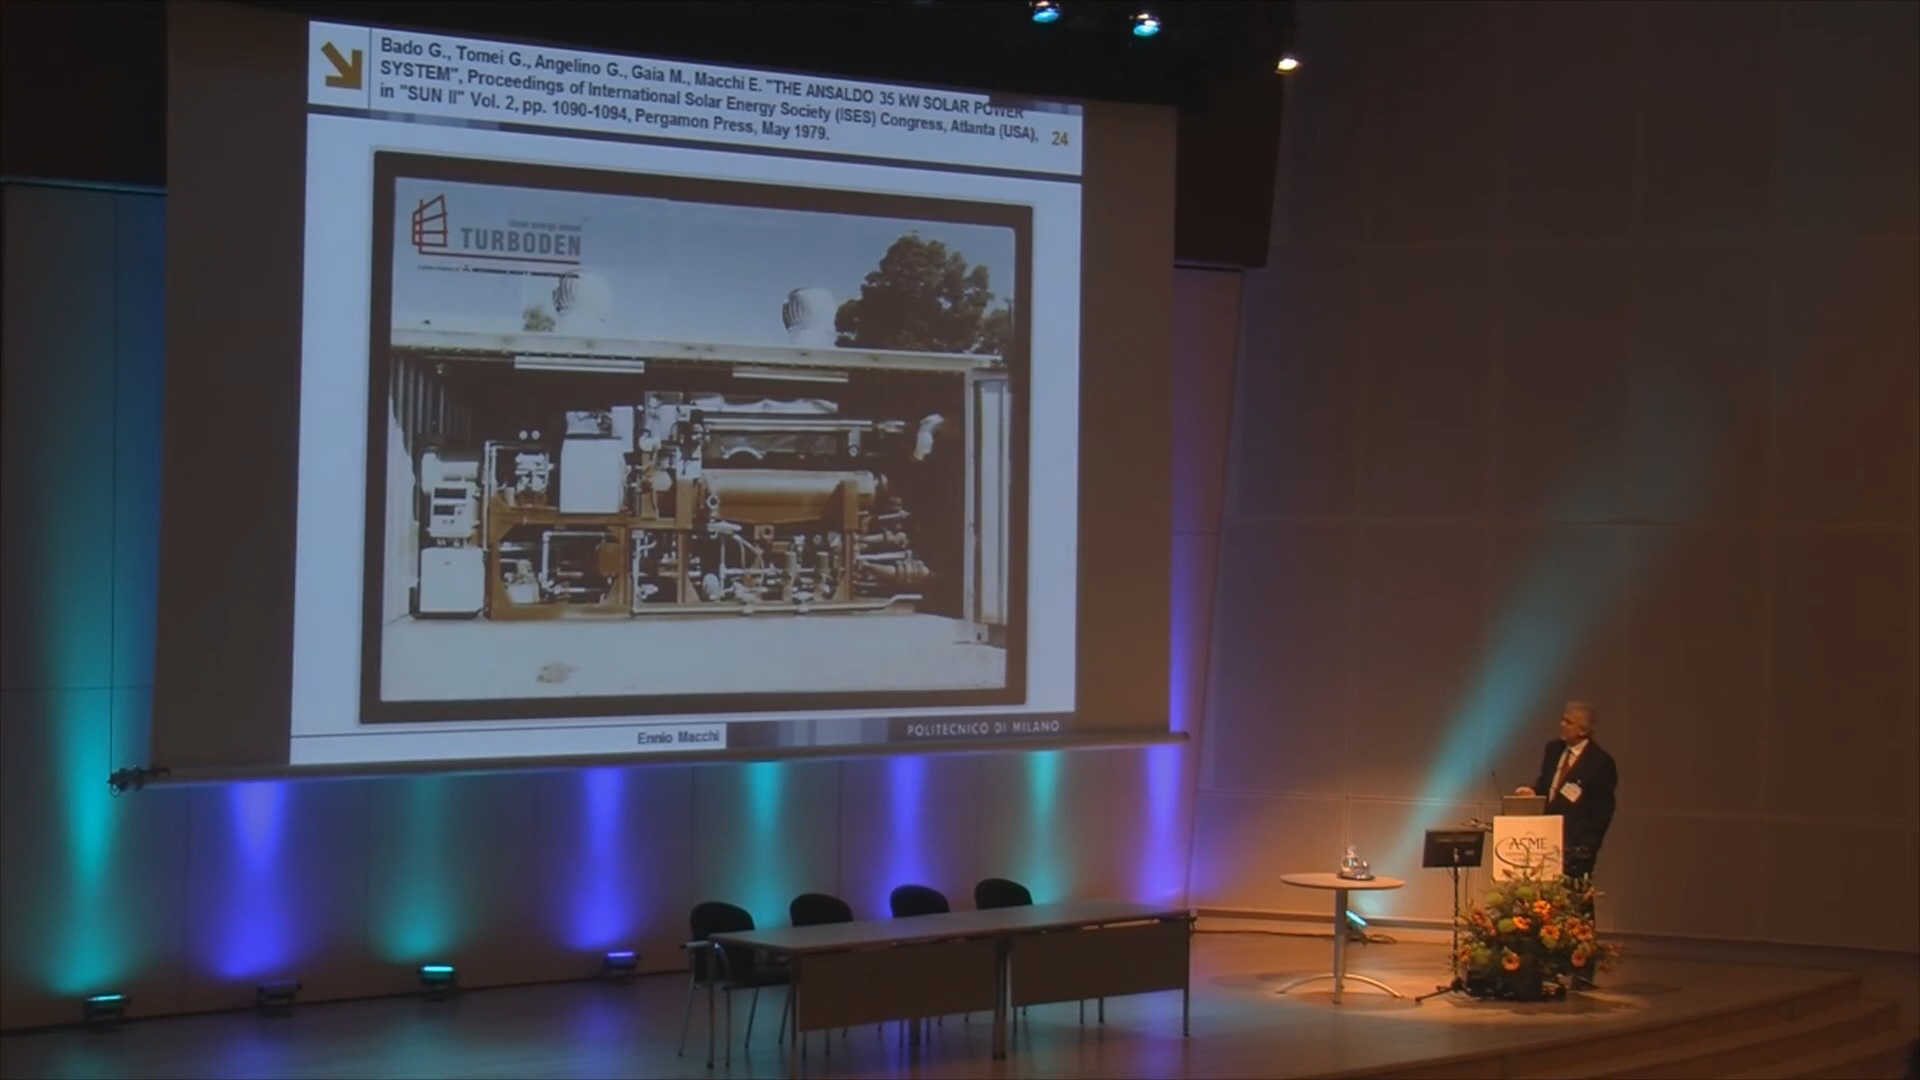 Bado G., Tomei G., Angelino G., Gaia M., Macchi E. "THE ANSALDO 35 kW SOLAR POWER
SYSTEM", Proceedings of International Solar Energy Society (ISES) Congress, Atlanta (USA),
in "SUN II" Vol. 2, pp. 1090-1094, Pergamon Press, May 1979.
24
TURBODEN
Ennio Macchi
POLITECNICO DI MILANO
ASME